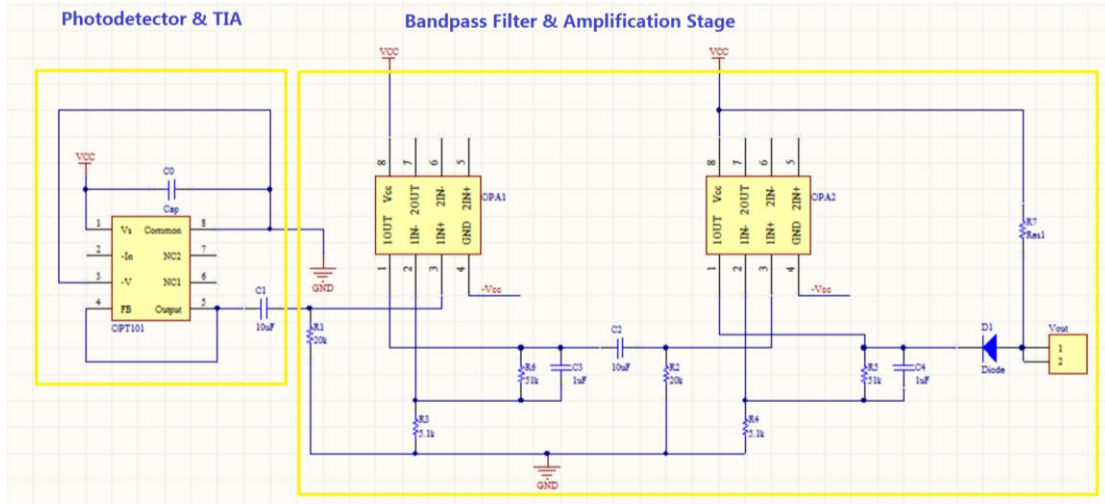 Photodetector & TIA
Bandpass Filter & Amplification Stage
VCC
C0
Cap
1 Vs Common 8
2 -In NC2 7
3 -V NC1 6
4 FB Output 5
OPT101
GND
C1
10uF
R1
20k
VCC
8 7 6 5
Vcc 2OUT 2IN- 2IN+
1OUT 1IN- 1IN+ GND
1 2 3 4
OPA1
-Vcc
R6
51k
C3
1uF
C2
10uF
R2
20k
R3
5.1k
GND
VCC
8 7 6 5
Vcc 2OUT 2IN- 2IN+
1OUT 1IN- 1IN+ GND
1 2 3 4
OPA2
-Vcc
R7
Res1
R5
51k
C4
1uF
R4
5.1k
D1
Diode
Vout
1
2